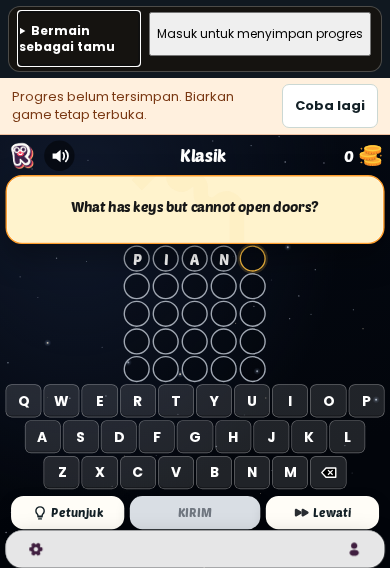 ▸ Bermain
sebagai tamu
Masuk untuk menyimpan progres
Progres belum tersimpan. Biarkan
game tetap terbuka.
Coba lagi
R
Klasik
0
What has keys but cannot open doors?
P I A N
Q W E R T Y U I O P
A S D F G H J K L
Z X C V B N M
Petunjuk
KIRIM
Lewati